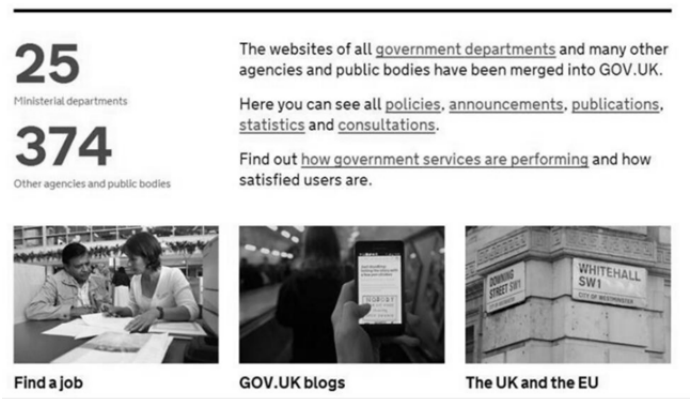 25
Ministerial departments
374
Other agencies and public bodies
The websites of all government departments and many other
agencies and public bodies have been merged into GOV.UK.
Here you can see all policies, announcements, publications,
statistics and consultations.
Find out how government services are performing and how
satisfied users are.
DOWNING
STREET SW1
WHITEHALL
SW1
CITY OF WESTMINSTER
Find a job
GOV.UK blogs
The UK and the EU